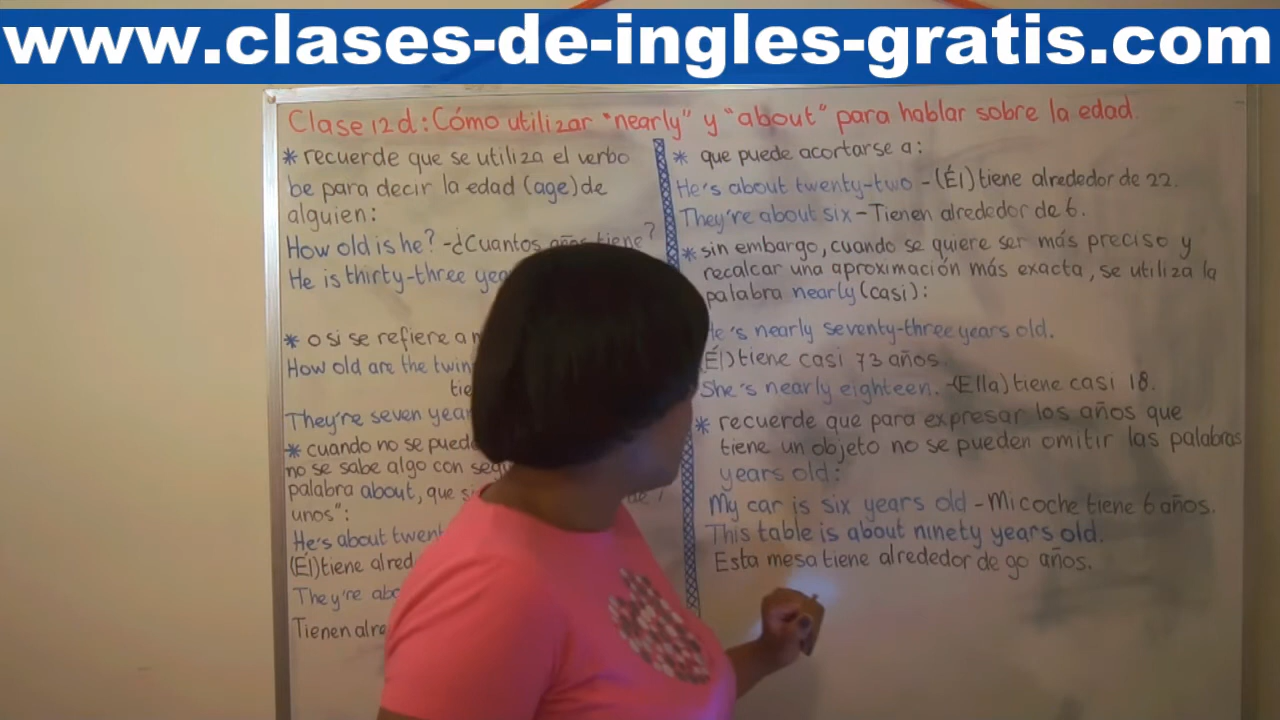 www.clases-de-ingles-gratis.com
Clase 12d: Cómo utilizar "nearly" y "about" para hablar sobre la edad.
* recuerde que se utiliza el verbo
be para decir la edad (age) de
alguien:
How old is he? - ¿Cuantos años tiene?
He is thirty-three
* o si se refiere a
How old are the
They're seven
* cuando no se
no se sabe algo con
palabra about, que
unos":
He's about
(Él) tiene
They're
Tienen
* que puede acortarse a:
He's about twenty-two - (Él) tiene alrededor de 22.
They're about six - Tienen alrededor de 6.
* sin embargo, cuando se quiere ser más preciso y
recalcar una aproximación más exacta, se utiliza la
palabra nearly (casi):
He's nearly seventy-three years old.
(Él) tiene casi 73 años.
She's nearly eighteen. - (Ella) tiene casi 18.
* recuerde que para expresar los años que
tiene un objeto no se pueden omitir las palabras
years old:
My car is six years old - Mi coche tiene 6 años.
This table is about ninety years old.
Esta mesa tiene alrededor de 90 años.